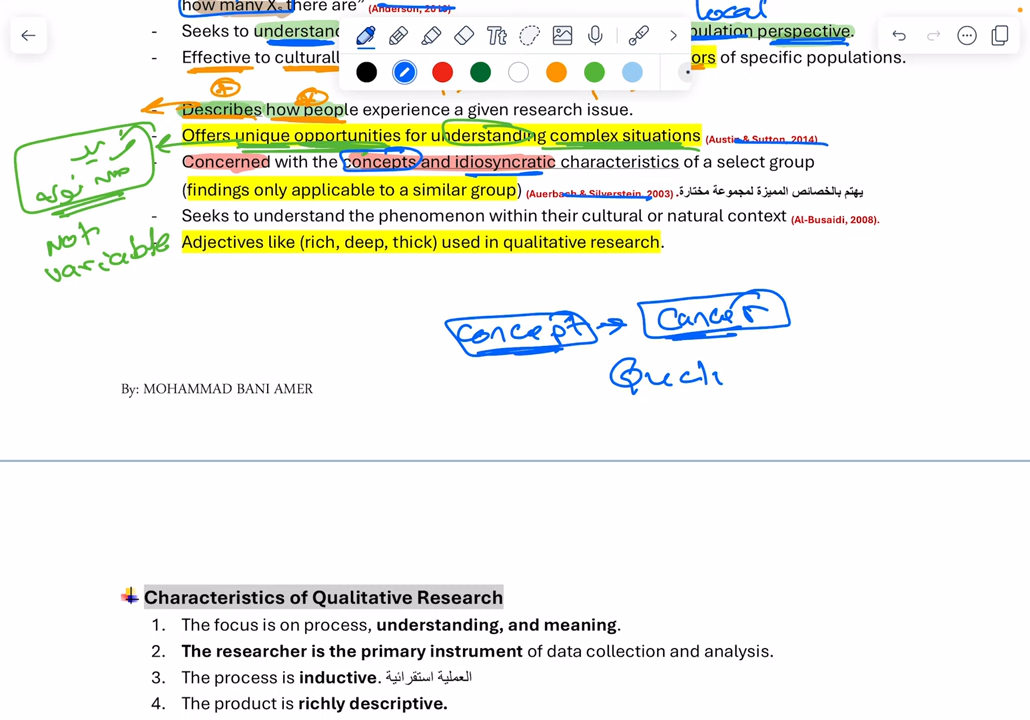 how many Xs there are” (Anderson, 2010) local
- Seeks to understand pulation perspective.
- Effective to culturall ors of specific populations.
- Describes how people experience a given research issue.
- Offers unique opportunities for understanding complex situations (Austin & Sutton, 2014)
- Concerned with the concepts and idiosyncratic characteristics of a select group
(findings only applicable to a similar group) (Auerbach & Silverstein, 2003). يهتم بالخصائص المميزة لمجموعة مختارة.
- Seeks to understand the phenomenon within their cultural or natural context (Al-Busaidi, 2008).
- Adjectives like (rich, deep, thick) used in qualitative research.
Not
variable
concept → Cancer
By: MOHAMMAD BANI AMER
Characteristics of Qualitative Research
1. The focus is on process, understanding, and meaning.
2. The researcher is the primary instrument of data collection and analysis.
3. The process is inductive. العملية استقرائية
4. The product is richly descriptive.